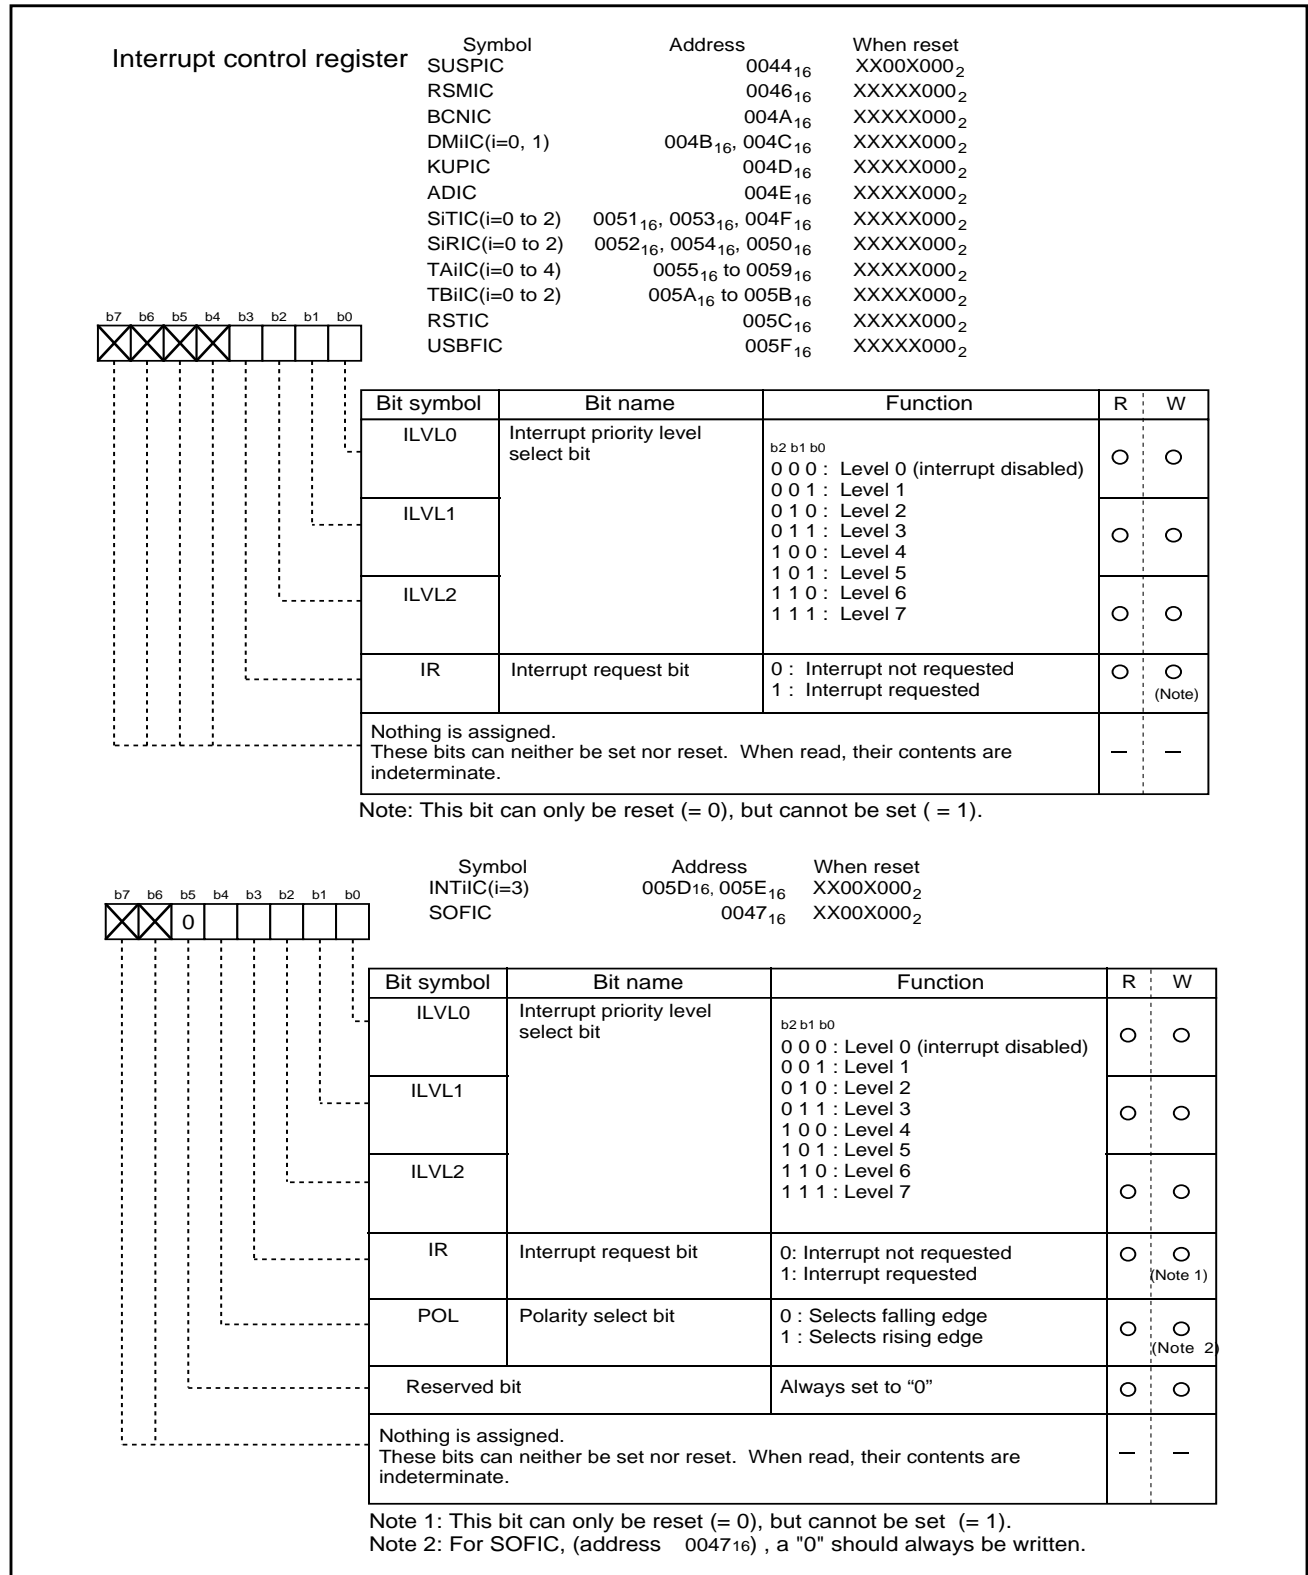 Interrupt control register
Symbol Address When reset
SUSPIC 0044₁₆ XX00X000₂
RSMIC 0046₁₆ XXXXX000₂
BCNIC 004A₁₆ XXXXX000₂
DMiIC(i=0, 1) 004B₁₆, 004C₁₆ XXXXX000₂
KUPIC 004D₁₆ XXXXX000₂
ADIC 004E₁₆ XXXXX000₂
SiTIC(i=0 to 2) 0051₁₆, 0053₁₆, 004F₁₆ XXXXX000₂
SiRIC(i=0 to 2) 0052₁₆, 0054₁₆, 0050₁₆ XXXXX000₂
TAiIC(i=0 to 4) 0055₁₆ to 0059₁₆ XXXXX000₂
TBiIC(i=0 to 2) 005A₁₆ to 005B₁₆ XXXXX000₂
RSTIC 005C₁₆ XXXXX000₂
USBFIC 005F₁₆ XXXXX000₂
b7 b6 b5 b4 b3 b2 b1 b0
Bit symbol Bit name Function R W
ILVL0 Interrupt priority level
select bit
b2 b1 b0
0 0 0 : Level 0 (interrupt disabled)
0 0 1 : Level 1
0 1 0 : Level 2
0 1 1 : Level 3
1 0 0 : Level 4
1 0 1 : Level 5
1 1 0 : Level 6
1 1 1 : Level 7
ILVL1
ILVL2
IR Interrupt request bit 0 : Interrupt not requested
1 : Interrupt requested
(Note)
Nothing is assigned.
These bits can neither be set nor reset. When read, their contents are
indeterminate.
Note: This bit can only be reset (= 0), but cannot be set ( = 1).
Symbol Address When reset
INTiIC(i=3) 005D16, 005E₁₆ XX00X000₂
SOFIC 0047₁₆ XX00X000₂
b7 b6 b5 b4 b3 b2 b1 b0
0
Bit symbol Bit name Function R W
ILVL0 Interrupt priority level
select bit
b2 b1 b0
0 0 0 : Level 0 (interrupt disabled)
0 0 1 : Level 1
0 1 0 : Level 2
0 1 1 : Level 3
1 0 0 : Level 4
1 0 1 : Level 5
1 1 0 : Level 6
1 1 1 : Level 7
ILVL1
ILVL2
IR Interrupt request bit 0: Interrupt not requested
1: Interrupt requested
(Note 1)
POL Polarity select bit 0 : Selects falling edge
1 : Selects rising edge
(Note 2)
Reserved bit Always set to “0”
Nothing is assigned.
These bits can neither be set nor reset. When read, their contents are
indeterminate.
Note 1: This bit can only be reset (= 0), but cannot be set (= 1).
Note 2: For SOFIC, (address 004716) , a "0" should always be written.